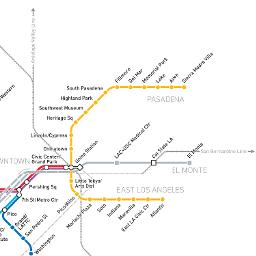 Antelope Valley Line
Western
Fillmore
Del Mar
Memorial Park
Lake
Allen
Sierra Madre Villa
South Pasadena
Highland Park
Southwest Museum
Heritage Sq
Lincoln/Cypress
Chinatown
PASADENA
Union Station
LAC+USC Medical Ctr
Cal State LA
El Monte
San Bernardino Line
EL MONTE
DOWNTOWN
Civic Center/
Grand Park
Pershing Sq
7th St/Metro Ctr
Pico
Little Tokyo/
Arts Dist
Pico/Aliso
Mariachi Plaza
Soto
Indiana
Maravilla
East LA Civic Ctr
Atlantic
EAST LOS ANGELES
Grand/
LATTC
San Pedro St
Washington